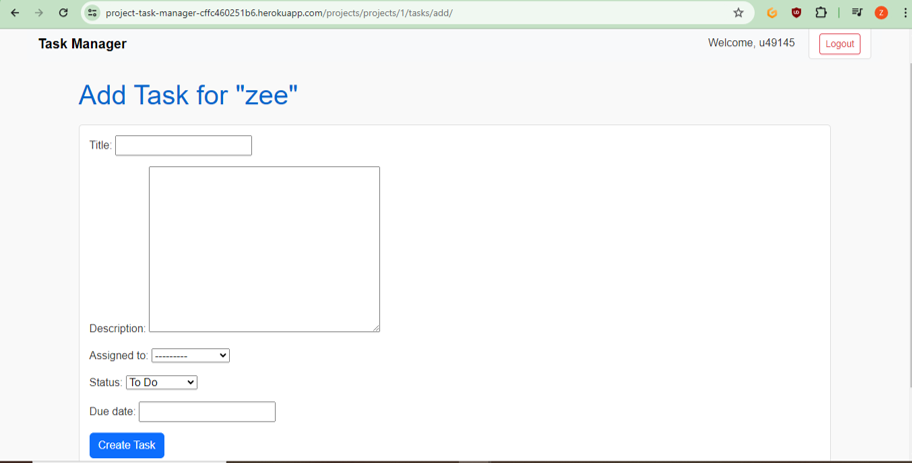 project-task-manager-cffc460251b6.herokuapp.com/projects/projects/1/tasks/add/
Z
Task Manager
Welcome, u49145
Logout
Add Task for "zee"
Title:
Description:
Assigned to: ---------
Status: To Do
Due date:
Create Task